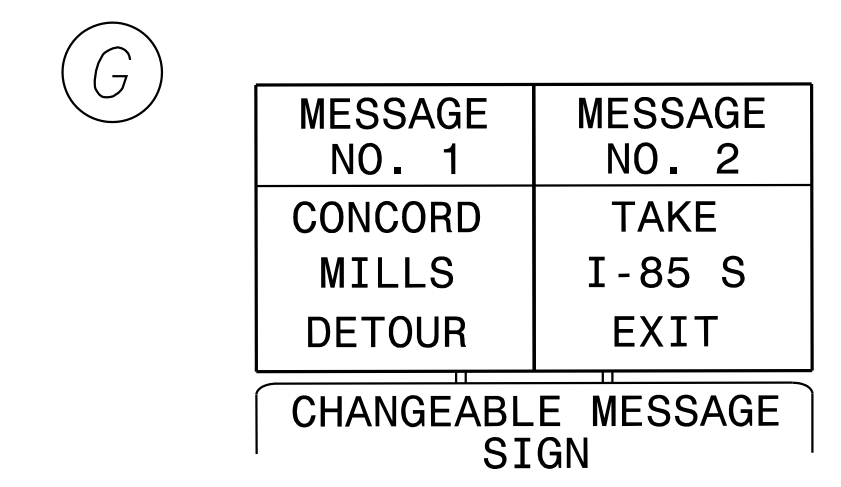 G
MESSAGE
NO. 1
MESSAGE
NO. 2
CONCORD
MILLS
DETOUR
TAKE
I-85 S
EXIT
CHANGEABLE MESSAGE
SIGN